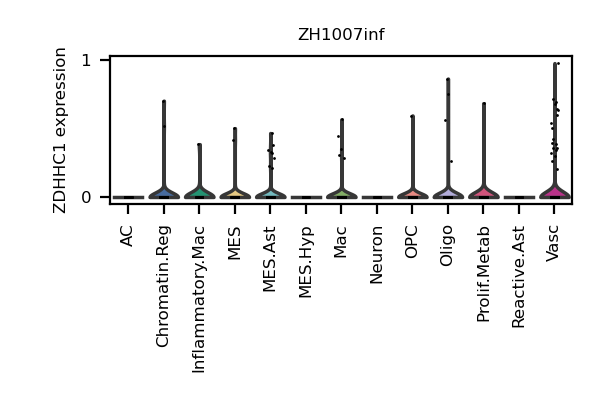 ZH1007inf
ZDHHC1 expression
1
0
AC
Chromatin.Reg
Inflammatory.Mac
MES
MES.Ast
MES.Hyp
Mac
Neuron
OPC
Oligo
Prolif.Metab
Reactive.Ast
Vasc